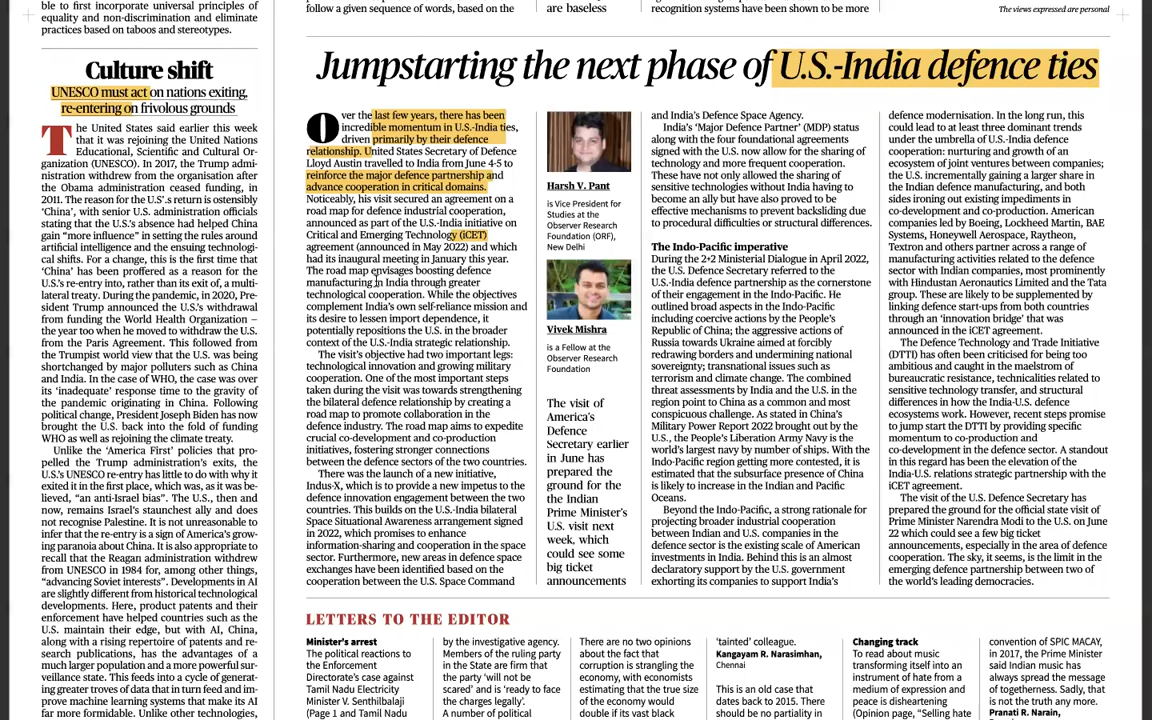 ble to first incorporate universal principles of
equality and non-discrimination and eliminate
practices based on taboos and stereotypes.
follow a given sequence of words, based on the
are baseless
recognition systems have been shown to be more
The views expressed are personal
Culture shift
UNESCO must act on nations exiting,
re-entering on frivolous grounds
The United States said earlier this week
that it was rejoining the United Nations
Educational, Scientific and Cultural Or-
ganization (UNESCO). In 2017, the Trump admi-
nistration withdrew from the organisation after
the Obama administration ceased funding, in
2011. The reason for the U.S.'s return is ostensibly
'China', with senior U.S. administration officials
stating that the U.S.'s absence had helped China
gain "more influence" in setting the rules around
artificial intelligence and the ensuing technologi-
cal shifts. For a change, this is the first time that
'China' has been proffered as a reason for the
U.S.'s re-entry into, rather than its exit of, a multi-
lateral treaty. During the pandemic, in 2020, Pre-
sident Trump announced the U.S.'s withdrawal
from funding the World Health Organization —
the year too when he moved to withdraw the U.S.
from the Paris Agreement. This followed from
the Trumpist world view that the U.S. was being
shortchanged by major polluters such as China
and India. In the case of WHO, the case was over
its 'inadequate' response time to the gravity of
the pandemic originating in China. Following
political change, President Joseph Biden has now
brought the U.S. back into the fold of funding
WHO as well as rejoining the climate treaty.
Unlike the 'America First' policies that pro-
pelled the Trump administration's exits, the
U.S.'s UNESCO re-entry has little to do with why it
exited it in the first place, which was, as it was be-
lieved, "an anti-Israel bias". The U.S., then and
now, remains Israel's staunchest ally and does
not recognise Palestine. It is not unreasonable to
infer that the re-entry is a sign of America's grow-
ing paranoia about China. It is also appropriate to
recall that the Reagan administration withdrew
from UNESCO in 1984 for, among other things,
"advancing Soviet interests". Developments in AI
are slightly different from historical technological
developments. Here, product patents and their
enforcement have helped countries such as the
U.S. maintain their edge, but with AI, China,
along with a rising repertoire of patents and re-
search publications, has the advantages of a
much larger population and a more powerful sur-
veillance state. This feeds into a cycle of generat-
ing greater troves of data that in turn feed and im-
prove machine learning systems that make its AI
far more formidable. Unlike other technologies,
Jumpstarting the next phase of U.S.-India defence ties
Over the last few years, there has been
incredible momentum in U.S.-India ties,
driven primarily by their defence
relationship. United States Secretary of Defence
Lloyd Austin travelled to India from June 4-5 to
reinforce the major defence partnership and
advance cooperation in critical domains.
Noticeably, his visit secured an agreement on a
road map for defence industrial cooperation,
announced as part of the U.S.-India initiative on
Critical and Emerging Technology (iCET)
agreement (announced in May 2022) and which
had its inaugural meeting in January this year.
The road map envisages boosting defence
manufacturing in India through greater
technological cooperation. While the objectives
complement India's own self-reliance mission and
its desire to lessen import dependence, it
potentially repositions the U.S. in the broader
context of the U.S.-India strategic relationship.
The visit's objective had two important legs:
technological innovation and growing military
cooperation. One of the most important steps
taken during the visit was towards strengthening
the bilateral defence relationship by creating a
road map to promote collaboration in the
defence industry. The road map aims to expedite
crucial co-development and co-production
initiatives, fostering stronger connections
between the defence sectors of the two countries.
There was the launch of a new initiative,
Indus-X, which is to provide a new impetus to the
defence innovation engagement between the two
countries. This builds on the U.S.-India bilateral
Space Situational Awareness arrangement signed
in 2022, which promises to enhance
information-sharing and cooperation in the space
sector. Furthermore, new areas in defence space
exchanges have been identified based on the
cooperation between the U.S. Space Command
Harsh V. Pant
is Vice President for
Studies at the
Observer Research
Foundation (ORF),
New Delhi
Vivek Mishra
is a Fellow at the
Observer Research
Foundation
The visit of
America's
Defence
Secretary earlier
in June has
prepared the
ground for the
the Indian
Prime Minister's
U.S. visit next
week, which
could see some
big ticket
announcements
and India's Defence Space Agency.
India's 'Major Defence Partner' (MDP) status
along with the four foundational agreements
signed with the U.S. now allow for the sharing of
technology and more frequent cooperation.
These have not only allowed the sharing of
sensitive technologies without India having to
become an ally but have also proved to be
effective mechanisms to prevent backsliding due
to procedural difficulties or structural differences.
The Indo-Pacific imperative
During the 2+2 Ministerial Dialogue in April 2022,
the U.S. Defence Secretary referred to the
U.S.-India defence partnership as the cornerstone
of their engagement in the Indo-Pacific. He
outlined broad aspects in the Indo-Pacific
including coercive actions by the People's
Republic of China; the aggressive actions of
Russia towards Ukraine aimed at forcibly
redrawing borders and undermining national
sovereignty; transnational issues such as
terrorism and climate change. The combined
threat assessments by India and the U.S. in the
region point to China as a common and most
conspicuous challenge. As stated in China's
Military Power Report 2022 brought out by the
U.S., the People's Liberation Army Navy is the
world's largest navy by number of ships. With the
Indo-Pacific region getting more contested, it is
estimated that the subsurface presence of China
is likely to increase in the Indian and Pacific
Oceans.
Beyond the Indo-Pacific, a strong rationale for
projecting broader industrial cooperation
between Indian and U.S. companies in the
defence sector is the existing scale of American
investments in India. Behind this is an almost
declaratory support by the U.S. government
exhorting its companies to support India's
defence modernisation. In the long run, this
could lead to at least three dominant trends
under the umbrella of U.S.-India defence
cooperation: nurturing and growth of an
ecosystem of joint ventures between companies;
the U.S. incrementally gaining a larger share in
the Indian defence manufacturing, and both
sides ironing out existing impediments in
co-development and co-production. American
companies led by Boeing, Lockheed Martin, BAE
Systems, Honeywell Aerospace, Raytheon,
Textron and others partner across a range of
manufacturing activities related to the defence
sector with Indian companies, most prominently
with Hindustan Aeronautics Limited and the Tata
group. These are likely to be supplemented by
linking defence start-ups from both countries
through an 'innovation bridge' that was
announced in the iCET agreement.
The Defence Technology and Trade Initiative
(DTTI) has often been criticised for being too
ambitious and caught in the maelstrom of
bureaucratic resistance, technicalities related to
sensitive technology transfer, and structural
differences in how the India-U.S. defence
ecosystems work. However, recent steps promise
to jump start the DTTI by providing specific
momentum to co-production and
co-development in the defence sector. A standout
in this regard has been the elevation of the
India-U.S. relations strategic partnership with the
iCET agreement.
The visit of the U.S. Defence Secretary has
prepared the ground for the official state visit of
Prime Minister Narendra Modi to the U.S. on June
22 which could see a few big ticket
announcements, especially in the area of defence
cooperation. The sky, it seems, is the limit in the
emerging defence partnership between two of
the world's leading democracies.
LETTERS TO THE EDITOR
Minister's arrest
The political reactions to
the Enforcement
Directorate's case against
Tamil Nadu Electricity
Minister V. Senthilbalaji
(Page 1 and Tamil Nadu
by the investigative agency.
Members of the ruling party
in the State are firm that
the party 'will not be
scared' and is 'ready to face
the charges legally'.
A number of political
There are no two opinions
about the fact that
corruption is strangling the
economy, with economists
estimating that the true size
of the economy would
double if its vast black
'tainted' colleague.
Kangayam R. Narasimhan,
Chennai
This is an old case that
dates back to 2015. There
should be no partiality in
Changing track
To read about music
transforming itself into an
instrument of hate from a
medium of expression and
peace is disheartening
(Opinion page, "Selling hate
convention of SPIC MACAY,
in 2017, the Prime Minister
said Indian music has
always spread the message
of togetherness. Sadly, that
is not the true any more.
Pranati R. Narain,